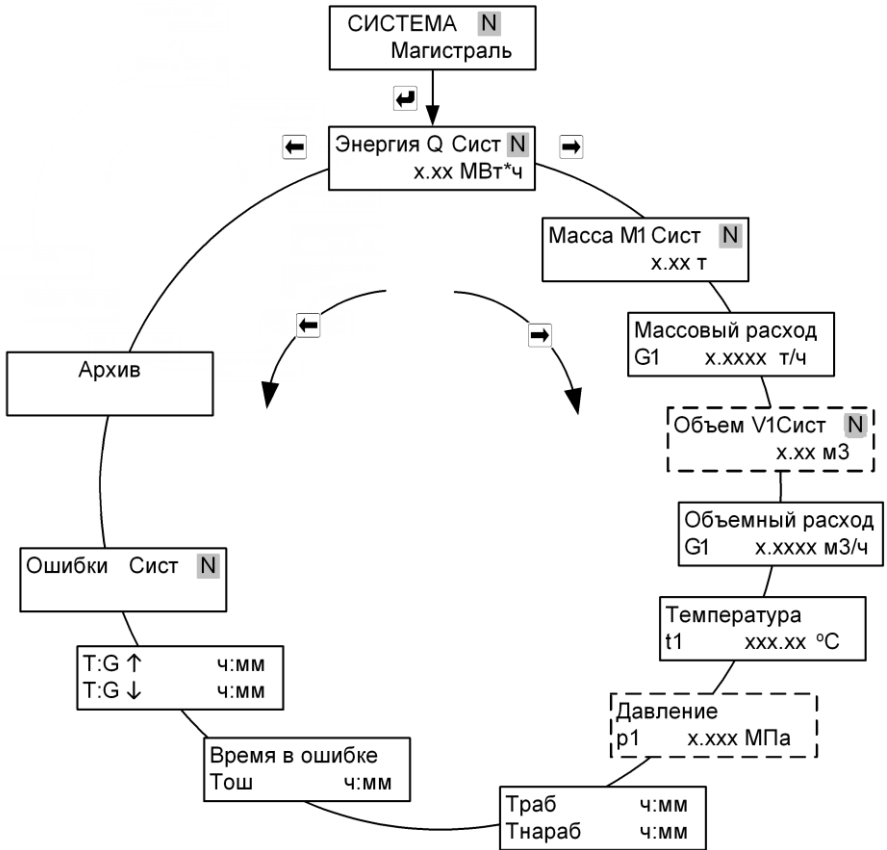 СИСТЕМА N
Магистраль
Энергия Q Сист N
x.xx МВт*ч
Масса М1 Сист N
x.xx т
Массовый расход
G1 x.xxxx т/ч
Объем V1Сист N
x.xx м3
Объемный расход
G1 x.xxxx м3/ч
Температура
t1 xxx.xx ºC
Давление
p1 x.xxx МПа
Траб ч:мм
Тнараб ч:мм
Время в ошибке
Тош ч:мм
T:G ↑ ч:мм
T:G ↓ ч:мм
Ошибки Сист N
Архив